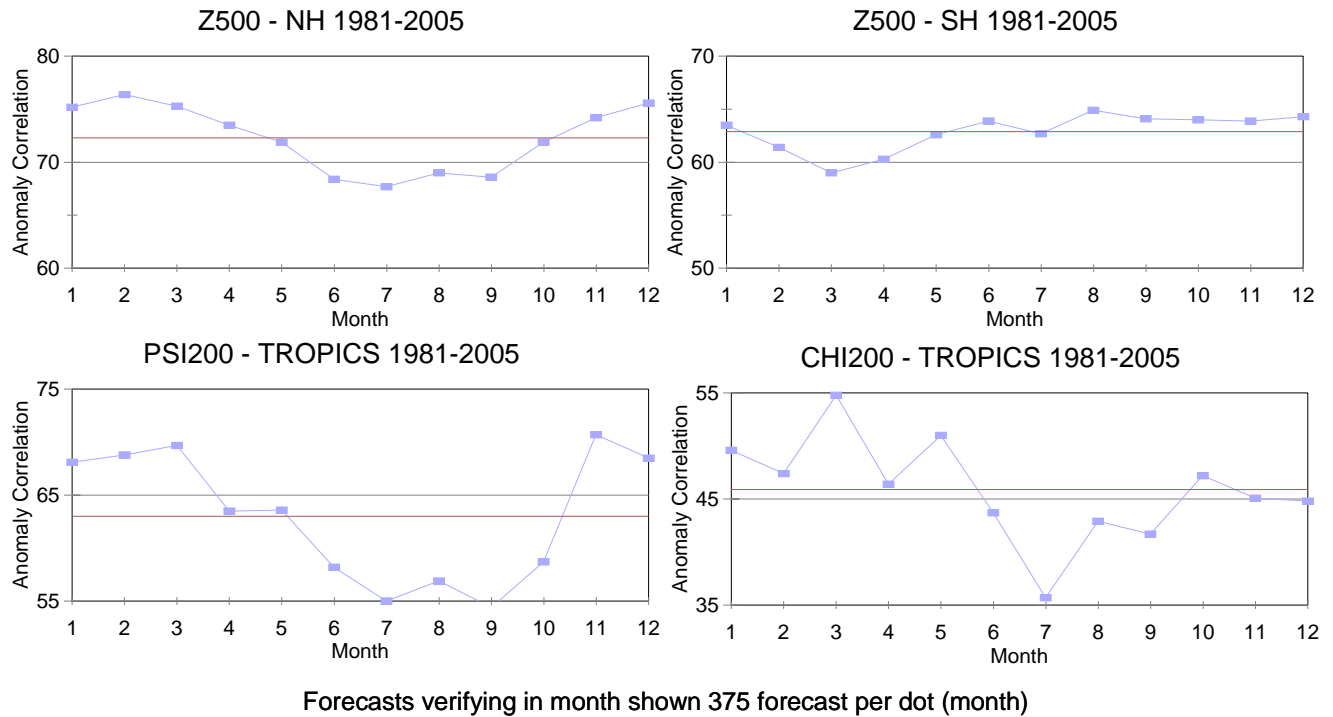 Z500 - NH 1981-2005
Anomaly Correlation
80
70
60
1 2 3 4 5 6 7 8 9 10 11 12
Month
Z500 - SH 1981-2005
Anomaly Correlation
70
60
50
1 2 3 4 5 6 7 8 9 10 11 12
Month
PSI200 - TROPICS 1981-2005
Anomaly Correlation
75
65
55
1 2 3 4 5 6 7 8 9 10 11 12
Month
CHI200 - TROPICS 1981-2005
Anomaly Correlation
55
45
35
1 2 3 4 5 6 7 8 9 10 11 12
Month
Forecasts verifying in month shown 375 forecast per dot (month)